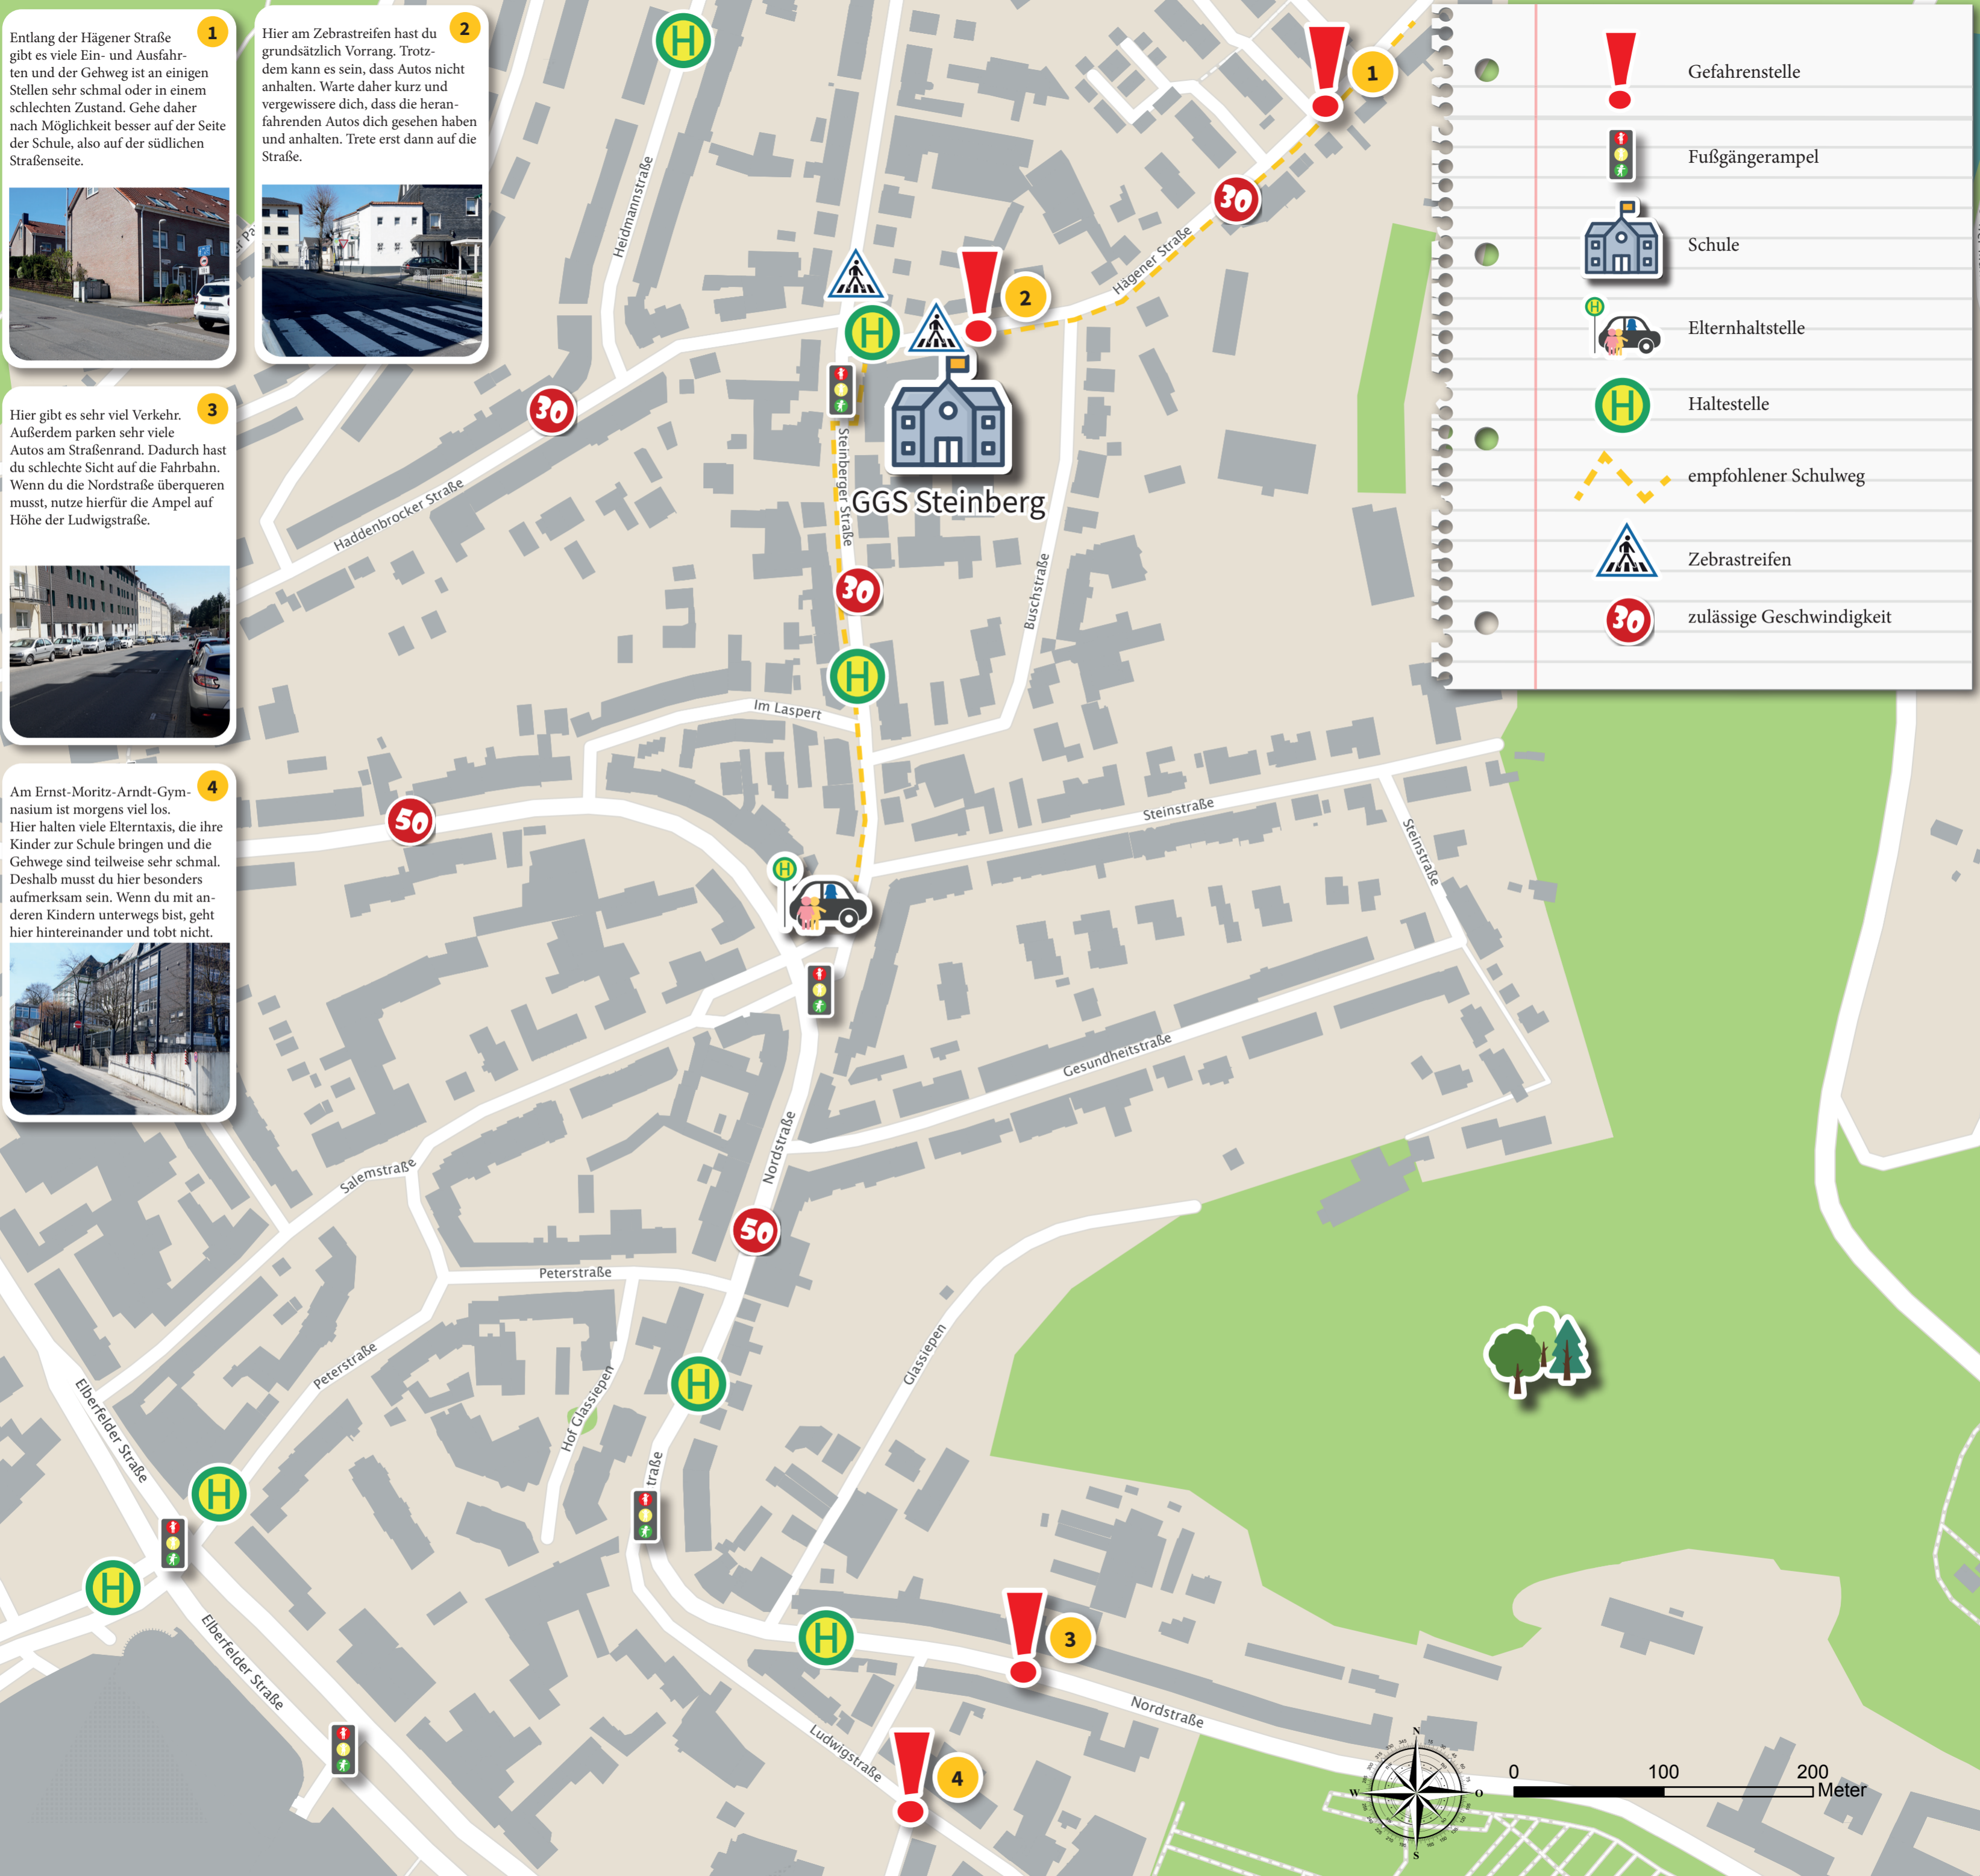 1
Entlang der Hägener Straße
gibt es viele Ein- und Ausfahr-
ten und der Gehweg ist an einigen
Stellen sehr schmal oder in einem
schlechten Zustand. Gehe daher
nach Möglichkeit besser auf der Seite
der Schule, also auf der südlichen
Straßenseite.
2
Hier am Zebrastreifen hast du
grundsätzlich Vorrang. Trotz-
dem kann es sein, dass Autos nicht
anhalten. Warte daher kurz und
vergewissere dich, dass die heran-
fahrenden Autos dich gesehen haben
und anhalten. Trete erst dann auf die
Straße.
3
Hier gibt es sehr viel Verkehr.
Außerdem parken sehr viele
Autos am Straßenrand. Dadurch hast
du schlechte Sicht auf die Fahrbahn.
Wenn du die Nordstraße überqueren
musst, nutze hierfür die Ampel auf
Höhe der Ludwigstraße.
4
Am Ernst-Moritz-Arndt-Gym-
nasium ist morgens viel los.
Hier halten viele Elterntaxis, die ihre
Kinder zur Schule bringen und die
Gehwege sind teilweise sehr schmal.
Deshalb musst du hier besonders
aufmerksam sein. Wenn du mit an-
deren Kindern unterwegs bist, geht
hier hintereinander und tobt nicht.
Gefahrenstelle
Fußgängerampel
Schule
H
Elternhaltstelle
H
Haltestelle
empfohlener Schulweg
Zebrastreifen
30
zulässige Geschwindigkeit
H
1
Heidmannstraße
30
Hägener Straße
2
H
30
Haddenbrocker Straße
Steinberger Straße
GGS Steinberg
30
Buschstraße
H
Im Laspert
50
Steinstraße
Steinstraße
H
Gesundheitstraße
Nordstraße
Salemstraße
50
Peterstraße
Peterstraße
Glassiepen
H
Hof Glassiepen
Elberfelder Straße
traße
H
H
Elberfelder Straße
H
3
Nordstraße
Ludwigstraße
4
N
W
O
S
0 100 200
Meter